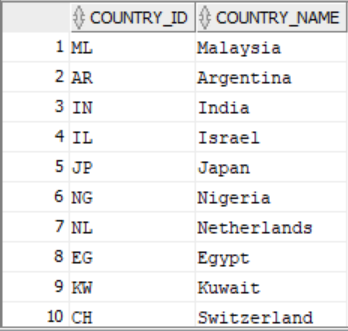 COUNTRY_ID COUNTRY_NAME
1 ML Malaysia
2 AR Argentina
3 IN India
4 IL Israel
5 JP Japan
6 NG Nigeria
7 NL Netherlands
8 EG Egypt
9 KW Kuwait
10 CH Switzerland